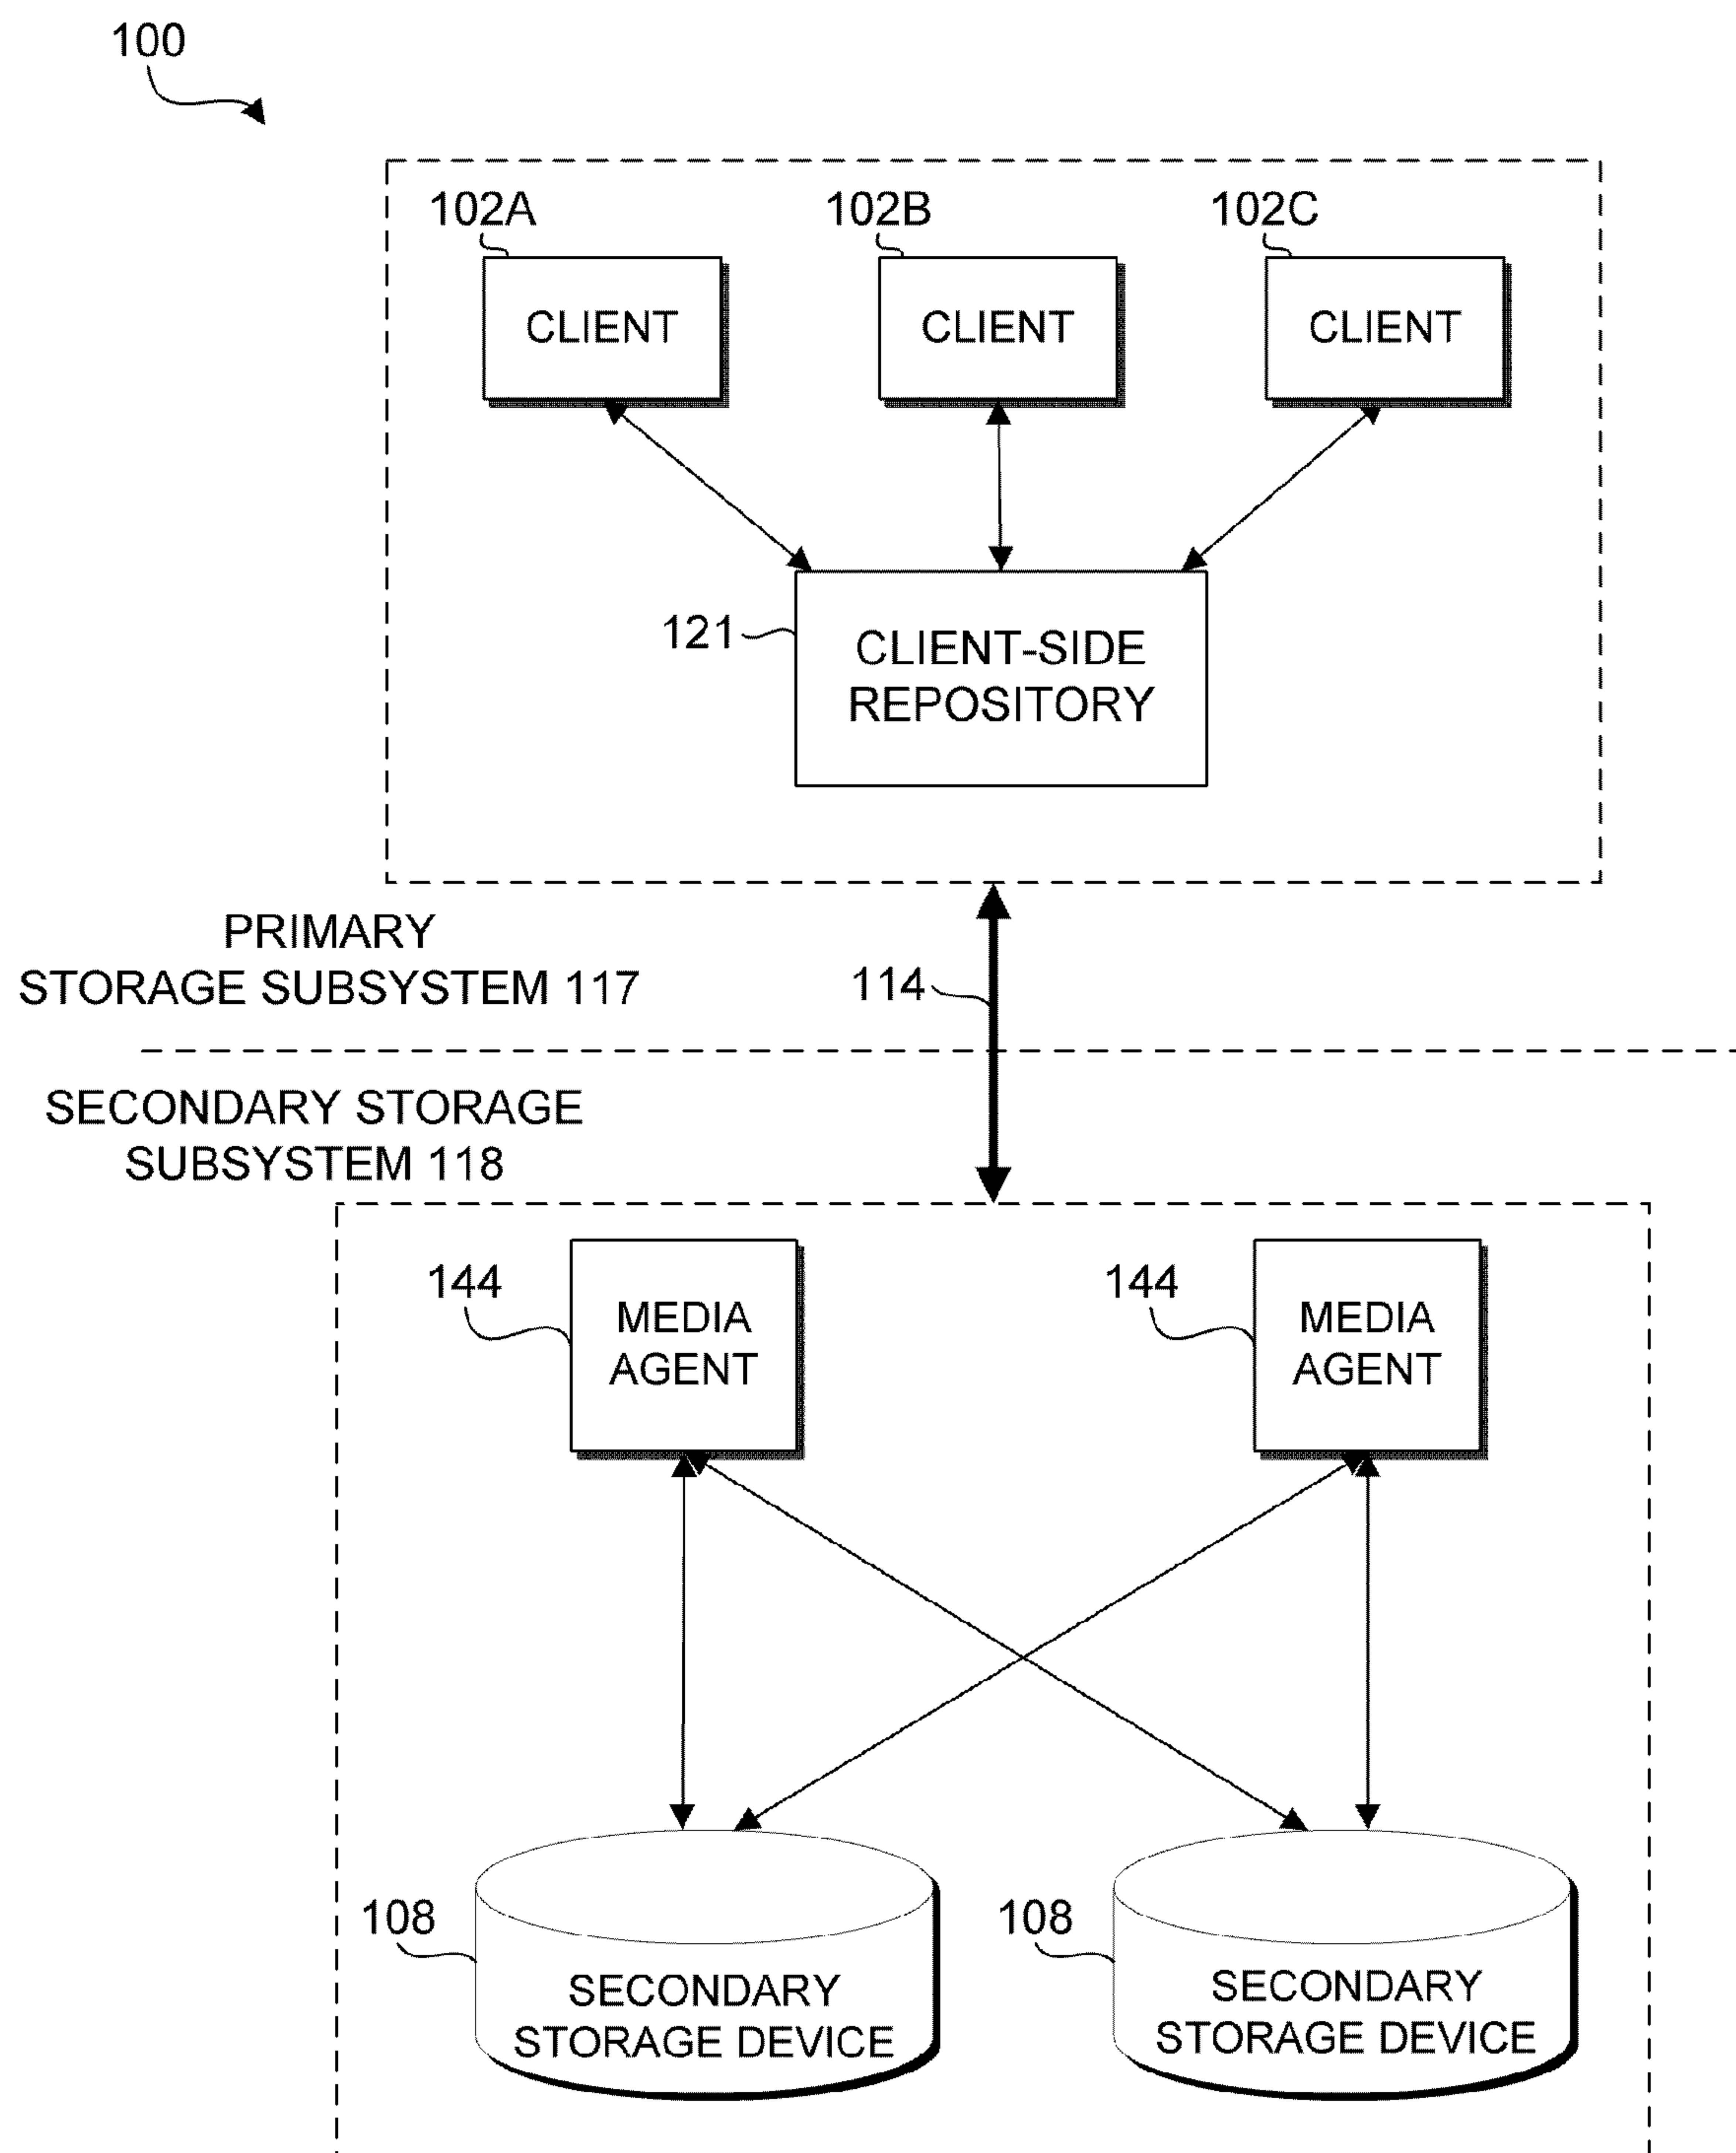 100
102A
102B
102C
CLIENT
CLIENT
CLIENT
121
CLIENT-SIDE
REPOSITORY
PRIMARY
STORAGE SUBSYSTEM 117
114
SECONDARY STORAGE
SUBSYSTEM 118
144
MEDIA
AGENT
144
MEDIA
AGENT
108
SECONDARY
STORAGE DEVICE
108
SECONDARY
STORAGE DEVICE